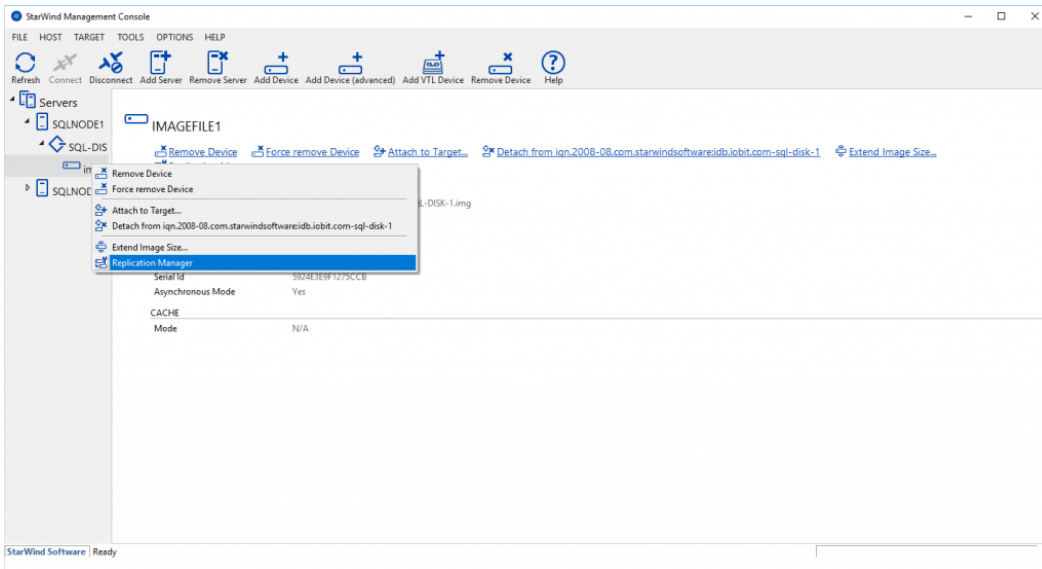 StarWind Management Console
FILE HOST TARGET TOOLS OPTIONS HELP
Refresh Connect Disconnect Add Server Remove Server Add Device Add Device (advanced) Add VTL Device Remove Device Help
Servers
SQLNODE1
SQL-DIS
im
SQLNOD
IMAGEFILE1
Remove Device Force remove Device Attach to Target... Detach from iqn.2008-08.com.starwindsoftware:idb.iobit.com-sql-disk-1 Extend Image Size...
Remove Device
Force remove Device
Attach to Target...
Detach from iqn.2008-08.com.starwindsoftware:idb.iobit.com-sql-disk-1
Extend Image Size...
Replication Manager
L-DISK-1.img
Serial Id 5924E3E9F1275CCB
Asynchronous Mode Yes
CACHE
Mode N/A
StarWind Software Ready